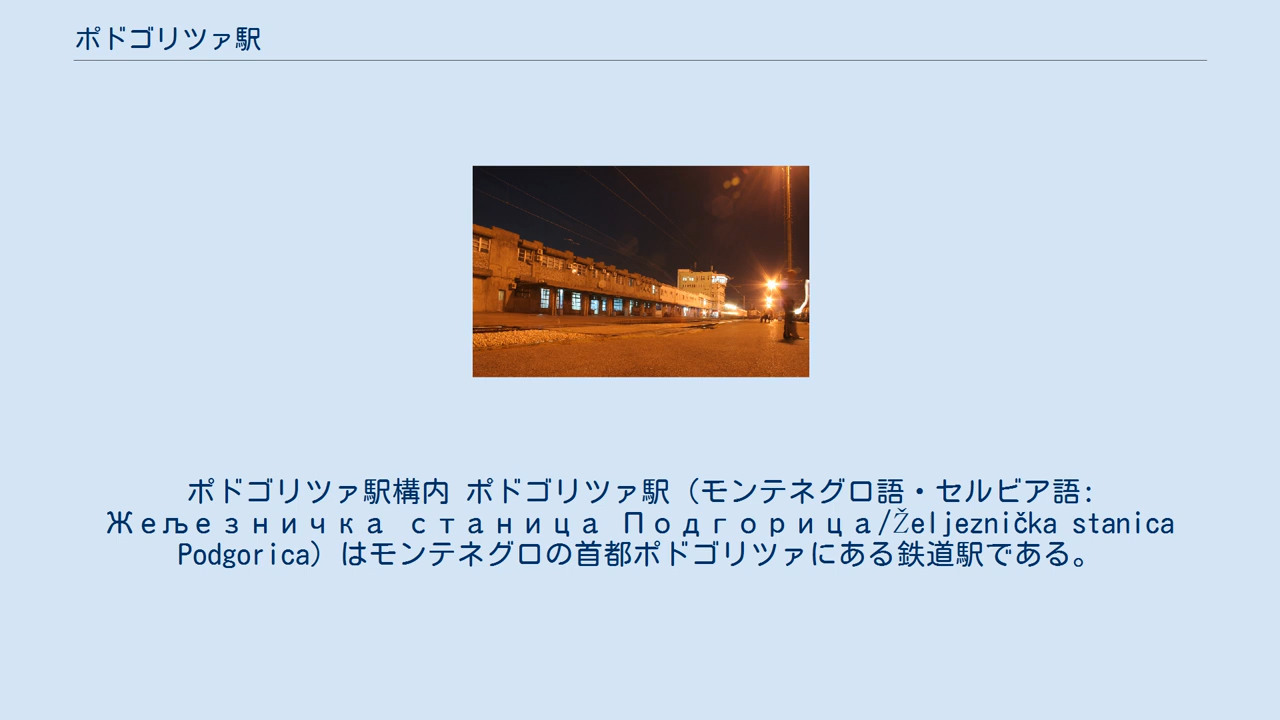 ポドゴリツァ駅
ポドゴリツァ駅構内 ポドゴリツァ駅（モンテネグロ語・セルビア語:
Жељезничка станица Подгорица/Željeznička stanica
Podgorica）はモンテネグロの首都ポドゴリツァにある鉄道駅である。